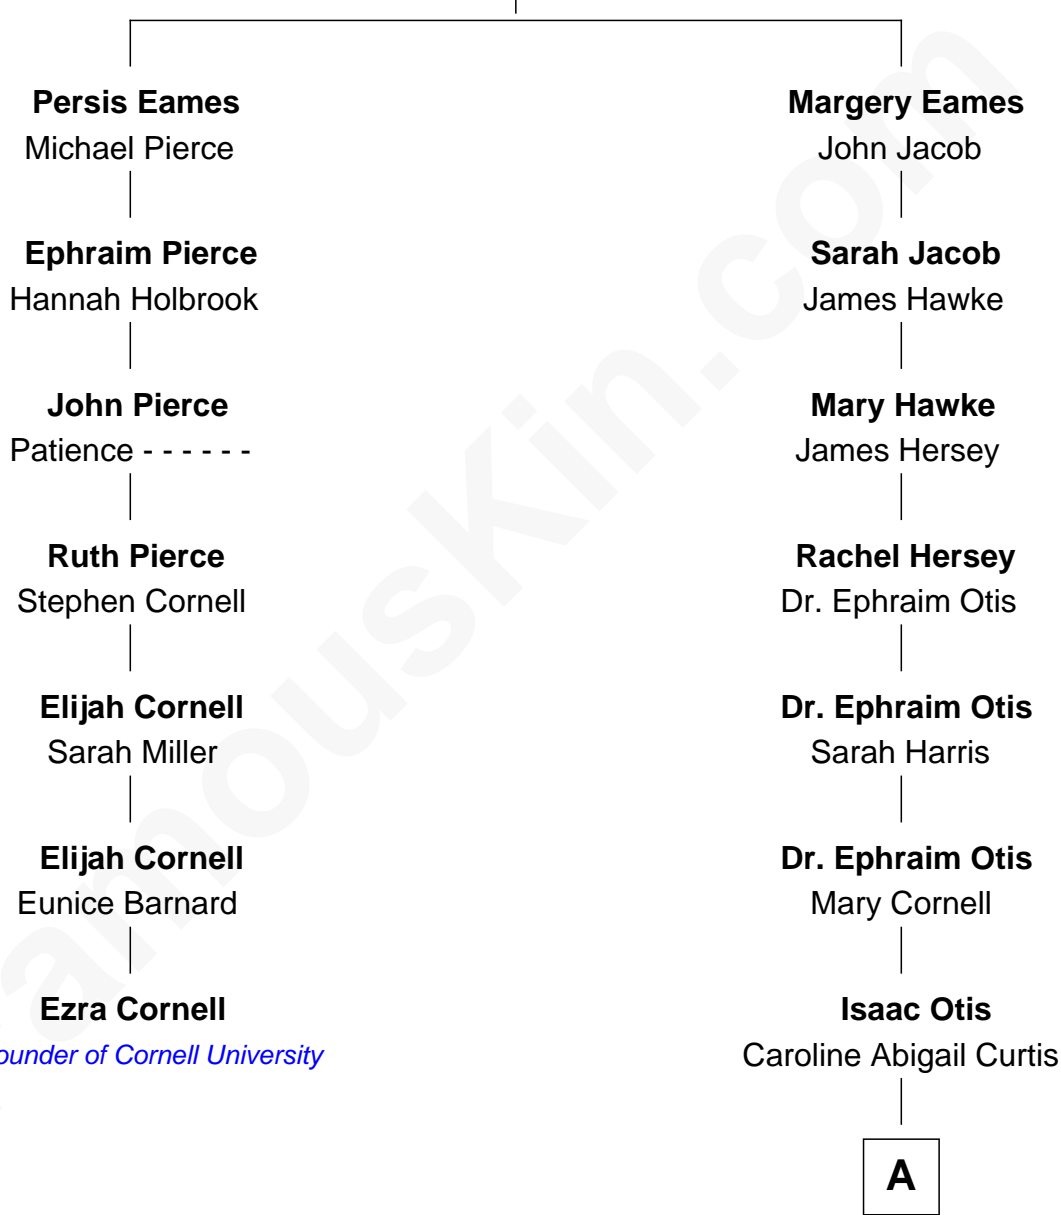 Persis Eames
Michael Pierce
Margery Eames
John Jacob
Ephraim Pierce
Hannah Holbrook
Sarah Jacob
James Hawke
John Pierce
Patience - - - - - -
Mary Hawke
James Hersey
Ruth Pierce
Stephen Cornell
Rachel Hersey
Dr. Ephraim Otis
Elijah Cornell
Sarah Miller
Dr. Ephraim Otis
Sarah Harris
Elijah Cornell
Eunice Barnard
Dr. Ephraim Otis
Mary Cornell
Ezra Cornell
ounder of Cornell University
Isaac Otis
Caroline Abigail Curtis
A
amousKin.com